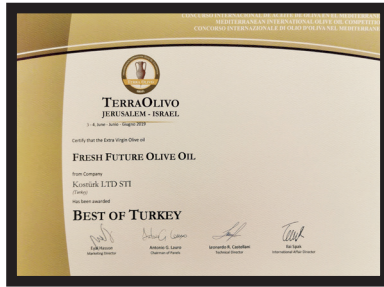 CONCURSO INTERNACIONAL DE ACEITE DE OLIVA EN EL MEDITERRANE
MEDITERRANEAN INTERNATIONAL OLIVE OIL COMPETITI
CONCORSO INTERNAZIONALE DI OLIO D'OLIVA NEL MEDITERRANE
TERRAOLIVO
JERUSALEM - ISRAEL
Certify that the Extra Virgin Olive oil
FRESH FUTURE OLIVE OIL
from Company
Kostürk LTD STI
(Turkey)
Has been awarded
BEST OF TURKEY
Marketing Director
Antonio G. Lauro
Chairman of Panels
Leonardo R. Castellani
Technical Director
International Affair Director